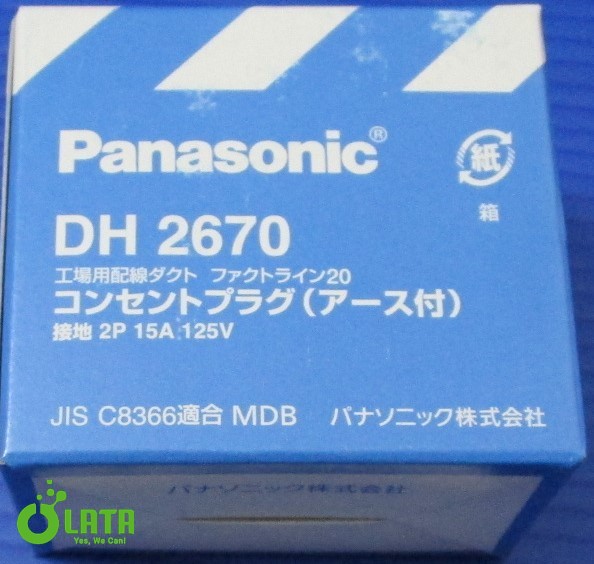 Panasonic®
紙
箱
DH 2670
工場用配線ダクト ファクトライン20
コンセントプラグ(アース付)
接地 2P 15A 125V
JIS C8366適合 MDB パナソニック株式会社
パナソニック株式会社
OLATA
Yes, We Can!